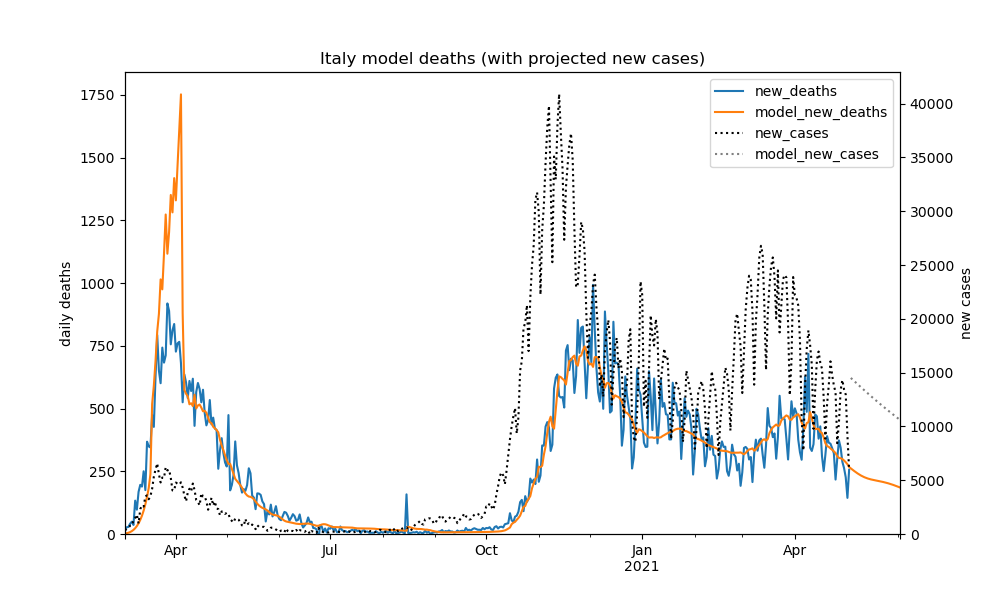 Italy model deaths (with projected new cases)
daily deaths
1750
1500
1250
1000
750
500
250
0
40000
35000
30000
25000
20000
15000
10000
5000
0
new cases
new_deaths
model_new_deaths
new_cases
model_new_cases
Apr
Jul
Oct
Jan
2021
Apr